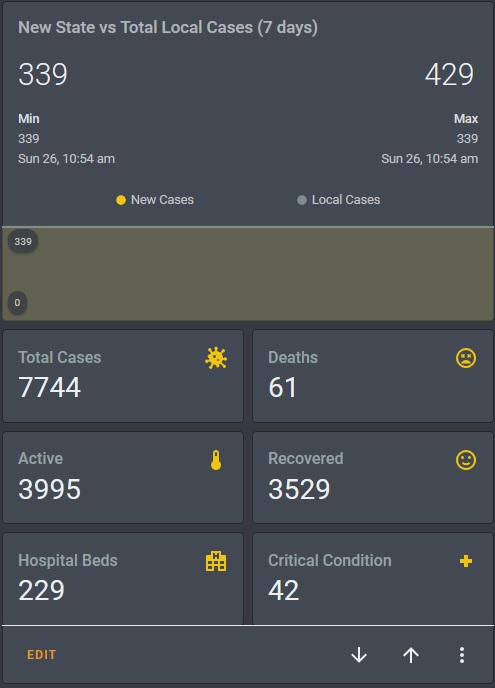 New State vs Total Local Cases (7 days)
339 429
Min Max
339 339
Sun 26, 10:54 am Sun 26, 10:54 am
New Cases Local Cases
339
0
Total Cases Deaths
7744 61
Active Recovered
3995 3529
Hospital Beds Critical Condition
229 42
EDIT